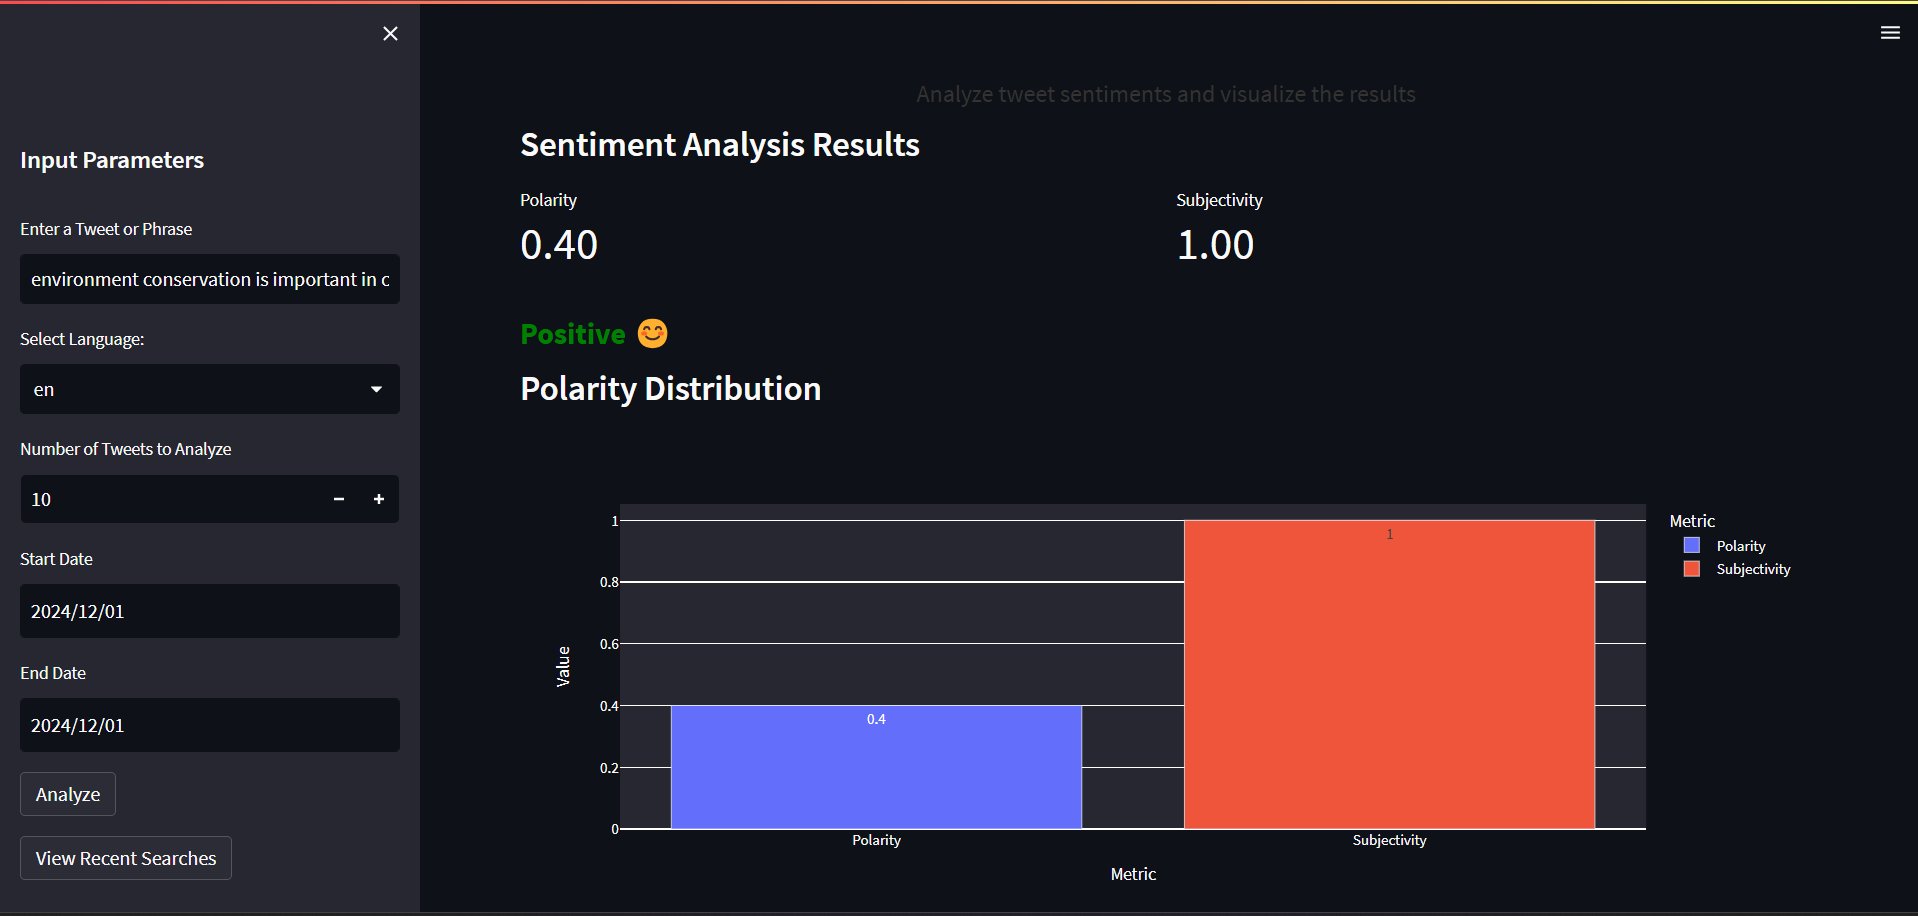 Input Parameters
Enter a Tweet or Phrase
environment conservation is important in c
Select Language:
en
Number of Tweets to Analyze
10
Start Date
2024/12/01
End Date
2024/12/01
Analyze
View Recent Searches
Analyze tweet sentiments and visualize the results
Sentiment Analysis Results
Polarity
0.40
Subjectivity
1.00
Positive 😊
Polarity Distribution
Value
1
0.8
0.6
0.4
0.2
0
0.4
1
Polarity
Subjectivity
Metric
Metric
Polarity
Subjectivity